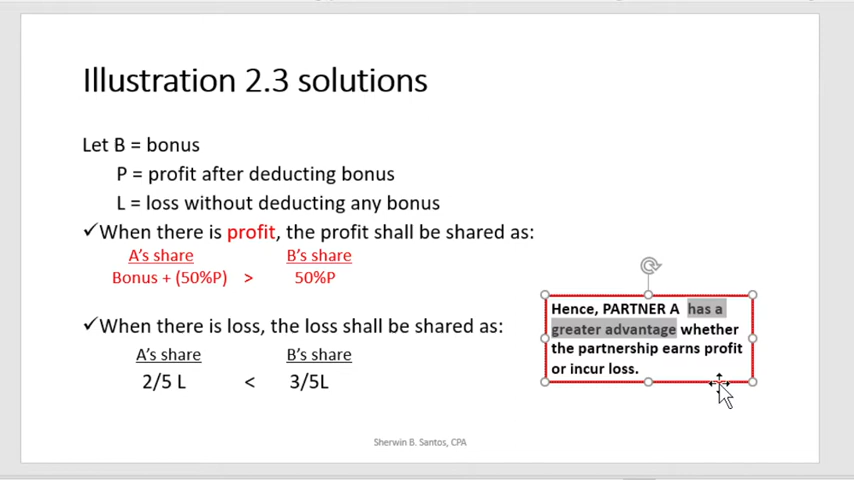 Illustration 2.3 solutions
Let B = bonus
P = profit after deducting bonus
L = loss without deducting any bonus
✓When there is profit, the profit shall be shared as:
A's share B's share
Bonus + (50%P) > 50%P
Hence, PARTNER A has a
greater advantage whether
the partnership earns profit
or incur loss.
✓When there is loss, the loss shall be shared as:
A's share B's share
2/5 L < 3/5L
Sherwin B. Santos, CPA